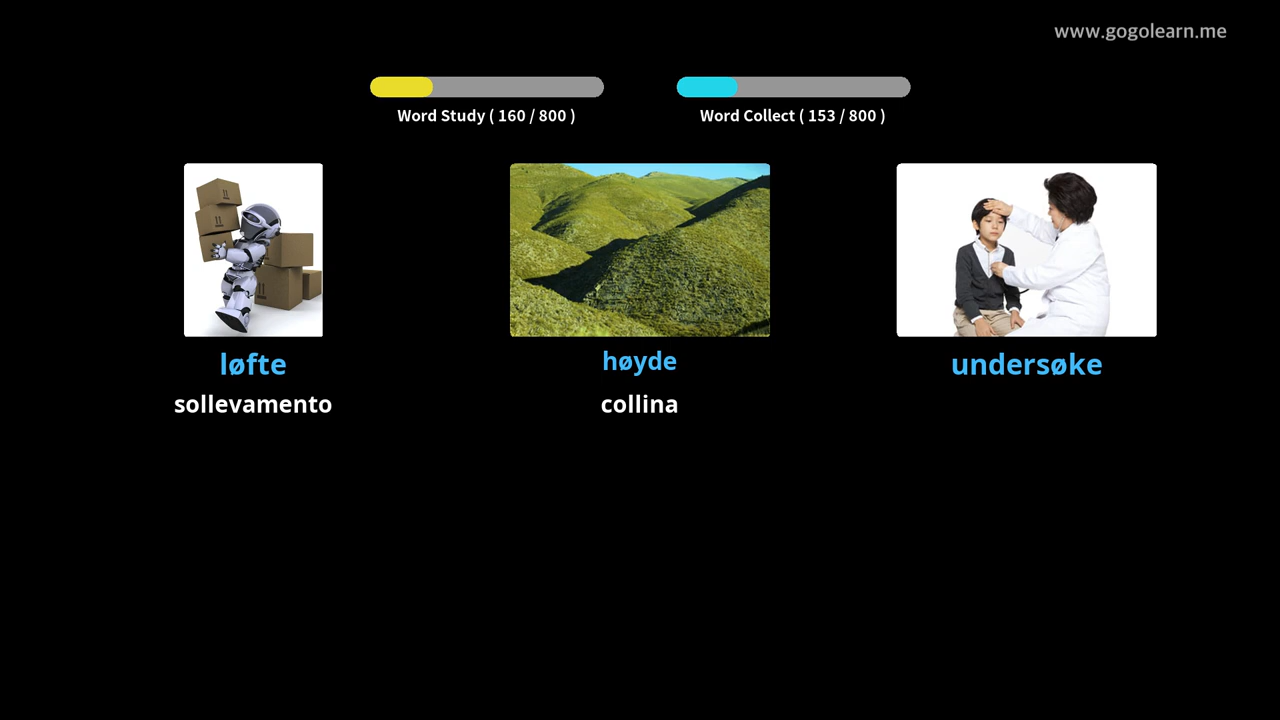 www.gogolearn.me
Word Study ( 160 / 800 )
Word Collect ( 153 / 800 )
løfte
høyde
undersøke
sollevamento
collina